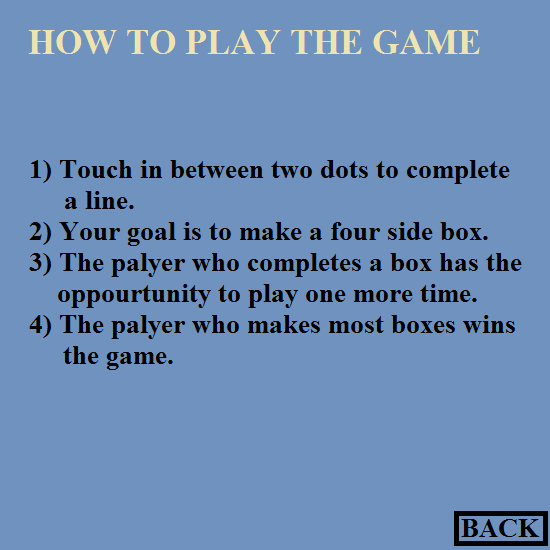 HOW TO PLAY THE GAME
1) Touch in between two dots to complete
a line.
2) Your goal is to make a four side box.
3) The palyer who completes a box has the
oppourtunity to play one more time.
4) The palyer who makes most boxes wins
the game.
BACK